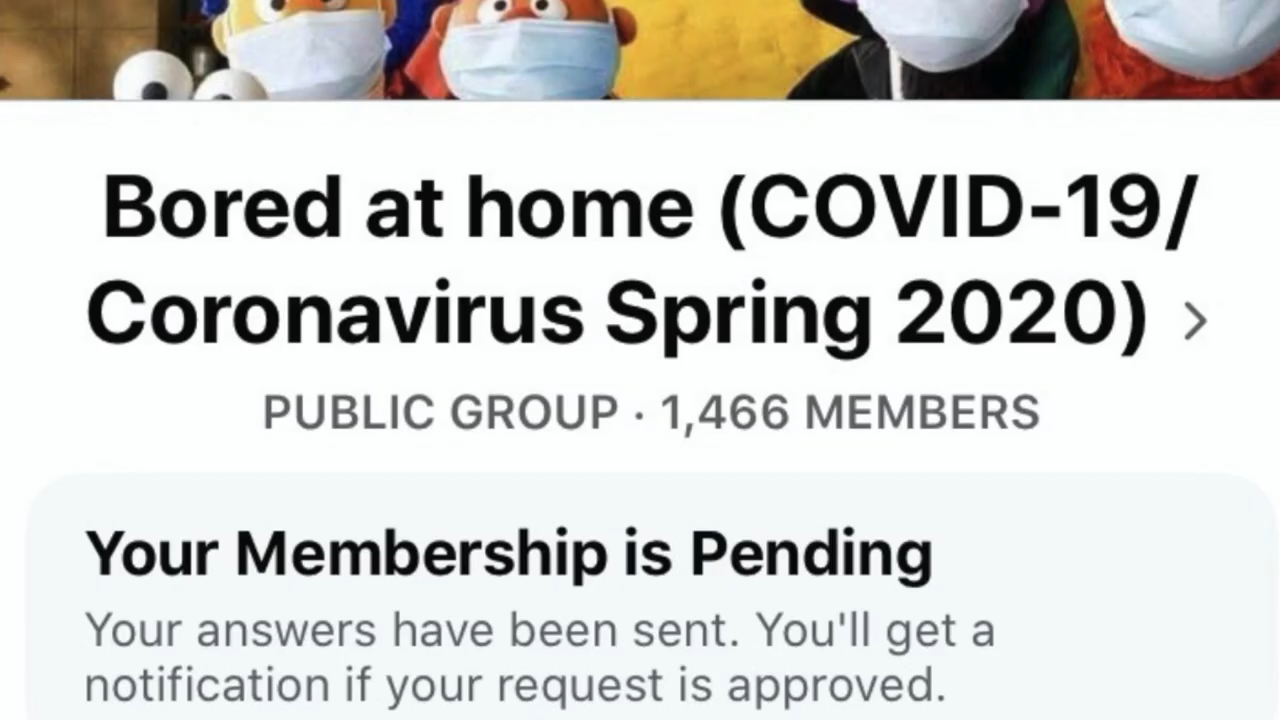 Bored at home (COVID-19/
Coronavirus Spring 2020)
PUBLIC GROUP · 1,466 MEMBERS
Your Membership is Pending
Your answers have been sent. You'll get a
notification if your request is approved.